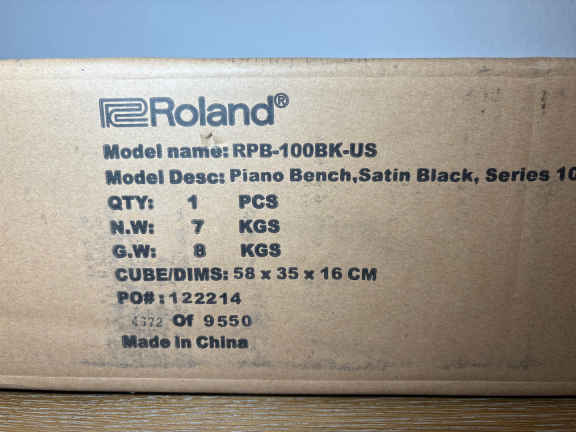 Roland®
Model name: RPB-100BK-US
Model Desc: Piano Bench,Satin Black, Series 10
QTY: 1 PCS
N.W: 7 KGS
G.W: 8 KGS
CUBE/DIMS: 58 x 35 x 16 CM
PO#: 122214
4372 Of 9550
Made in China